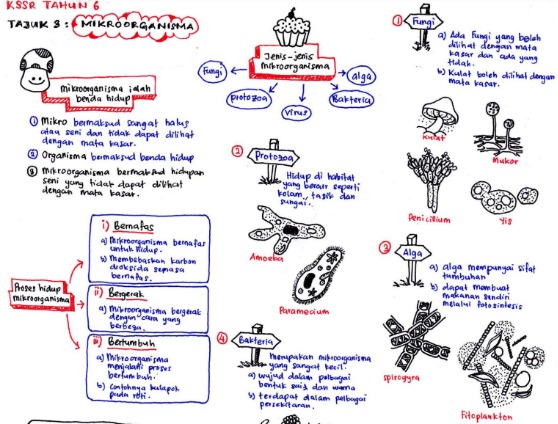 KSSR TAHUN 6
TAJUK 3: MIKROORGANISMA
mikroorganisma ialah
benda hidup
① Mikro bermaksud sangat halus
atau seni dan tidak dapat dilihat
dengan mata kasar.
② Organisma bermaksud benda hidup
③ Mikroorganisma bermaksud hidupan
seni yang tidak dapat dilihat
dengan mata kasar.
Proses hidup
mikroorganisma
i) Bernafas
a) Mikroorganisma bernafas
untuk hidup.
b) Membebaskan karbon
dioksida semasa
bernafas.
ii) Bergerak
a) Mikroorganisma bergerak
dengan cara yang
berbeza.
iii) Bertumbuh
a) Mikroorganisma
menjalani proses
bertumbuh.
b) contohnya kulapok
pada roti.
Jenis-jenis
mikroorganisma
Fungi
protozoa
virus
Bakteria
alga
① Fungi
a) Ada Fungi yang boleh
dilihat dengan mata
kasar dan ada yang
tidak.
b) Kulat boleh dilihat dengan
mata kasar.
kulat
Mukor
Penicilium
Yis
② Protozoa
Hidup di habitat
yang berair seperti
kolam, tasik dan
sungai.
Amoeba
Paramecium
③ Alga
a) alga mempunyai sifat
tumbuhan
b) dapat membuat
makanan sendiri
melalui fotosintesis
spirogyra
Fitoplankton
④ Bakteria
Merupakan mikroorganisma
yang sangat kecil.
a) wujud dalam pelbagai
bentuk saiz dan warna
b) terdapat dalam pelbagai
persekitaran.